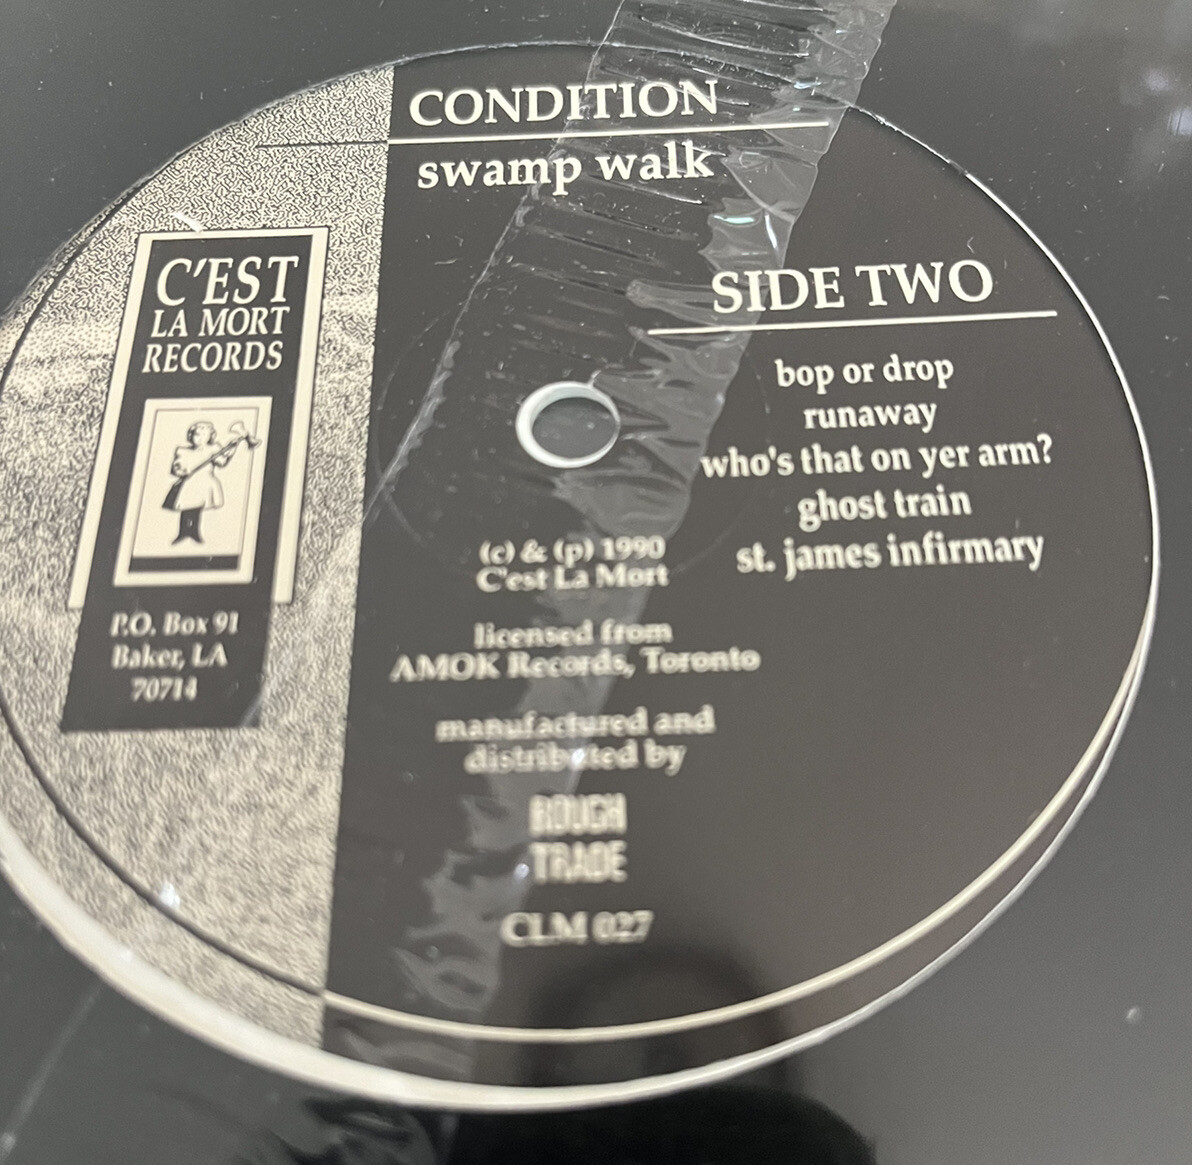 CONDITION
swamp walk
C'EST
LA MORT
RECORDS
P.O. Box 91
Baker, LA
70714
SIDE TWO
bop or drop
runaway
who's that on yer arm?
ghost train
st. james infirmary
(c) & (p) 1990
C'est La Mort
licensed from
AMOK Records, Toronto
manufactured and
distributed by
ROUGH
TRADE
CLM 027